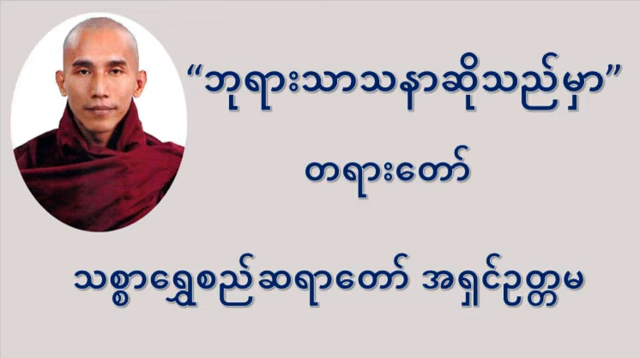 “ဘုရားသာသနာဆိုသည်မှာ”
တရားတော်
သစ္စာရွှေစည်ဆရာတော် အရှင်ဥတ္တမ